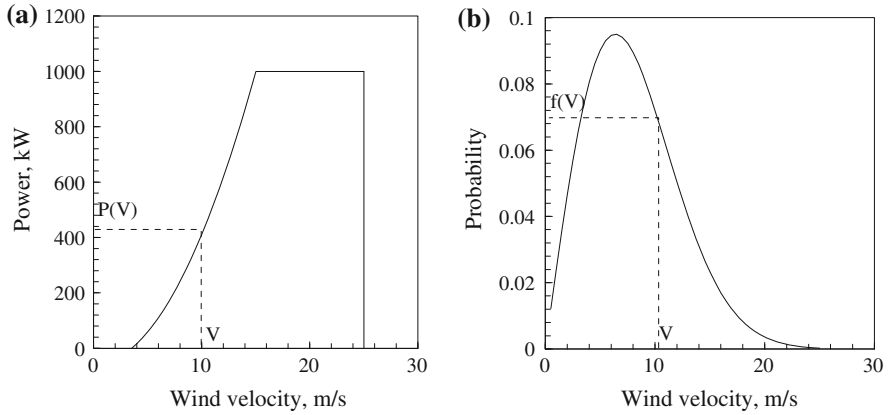 (a)
1200
1000
800
600
400
200
0
Power, kW
P(V)
V
0
10
20
30
Wind velocity, m/s
(b)
0.1
0.08
0.06
0.04
0.02
0
Probability
f(V)
V
0
10
20
30
Wind velocity, m/s